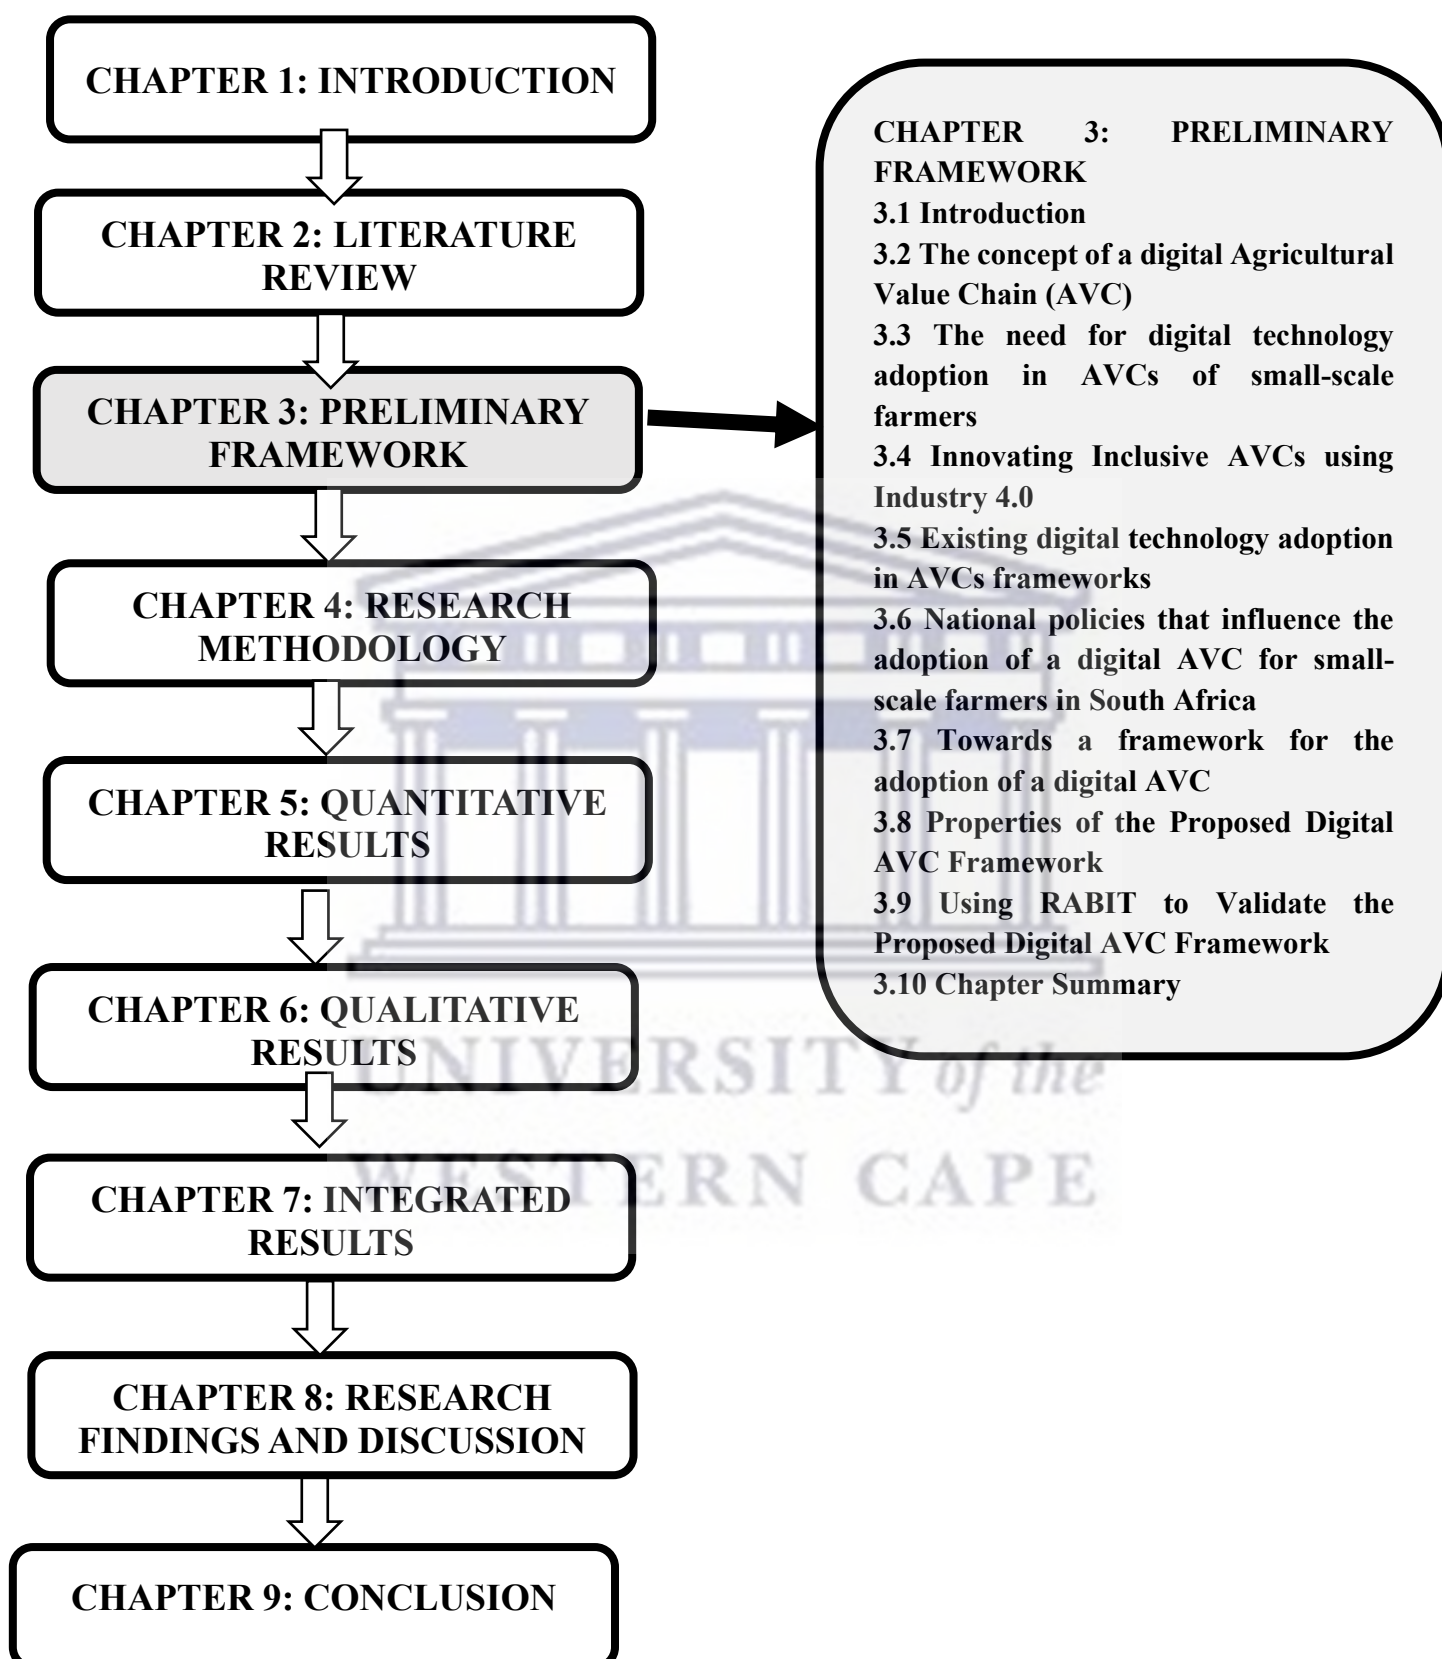 CHAPTER 1: INTRODUCTION
CHAPTER 2: LITERATURE
REVIEW
CHAPTER 3: PRELIMINARY
FRAMEWORK
CHAPTER 4: RESEARCH
METHODOLOGY
CHAPTER 5: QUANTITATIVE
RESULTS
CHAPTER 6: QUALITATIVE
RESULTS
CHAPTER 7: INTEGRATED
RESULTS
CHAPTER 8: RESEARCH
FINDINGS AND DISCUSSION
CHAPTER 9: CONCLUSION
CHAPTER 3: PRELIMINARY
FRAMEWORK
3.1 Introduction
3.2 The concept of a digital Agricultural
Value Chain (AVC)
3.3 The need for digital technology
adoption in AVCs of small-scale
farmers
3.4 Innovating Inclusive AVCs using
Industry 4.0
3.5 Existing digital technology adoption
in AVCs frameworks
3.6 National policies that influence the
adoption of a digital AVC for small-
scale farmers in South Africa
3.7 Towards a framework for the
adoption of a digital AVC
3.8 Properties of the Proposed Digital
AVC Framework
3.9 Using RABIT to Validate the
Proposed Digital AVC Framework
3.10 Chapter Summary
UNIVERSITY of the
WESTERN CAPE